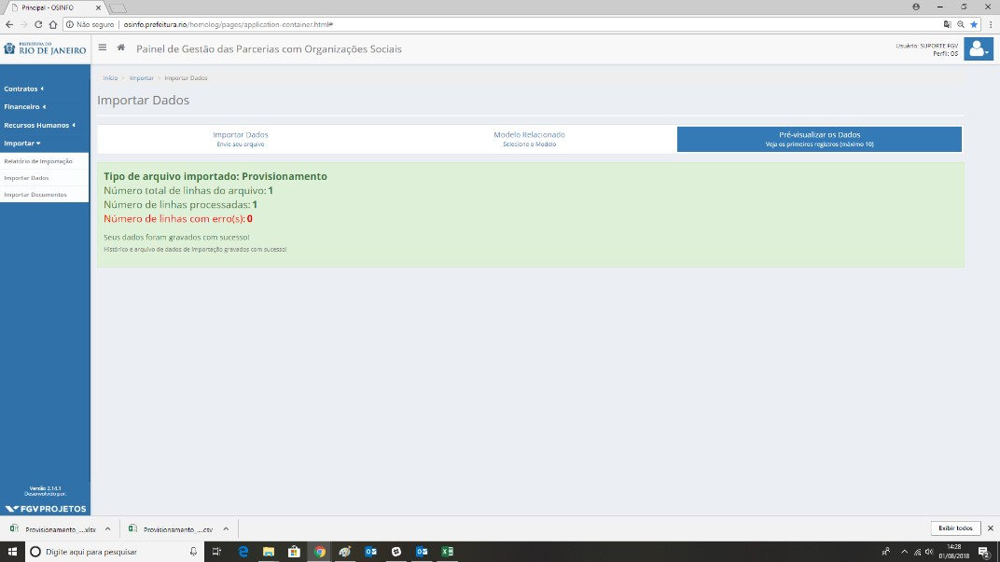 Principal - OSINFO
Não seguro | osinfo.prefeitura.rio/homolog/pages/application-container.html#
PREFEITURA DO
RIO DE JANEIRO
Painel de Gestão das Parcerias com Organizações Sociais
Usuário: SUPORTE FGV
Perfil: OS
Contratos
Financeiro
Recursos Humanos
Importar
Relatório de Importação
Importar Dados
Importar Documentos
Versão 2.14.1
Desenvolvido por:
FGV PROJETOS
Início > Importar > Importar Dados
Importar Dados
Importar Dados
Envie seu arquivo
Modelo Relacionado
Selecione o Modelo
Pré-visualizar os Dados
Veja os primeiros registros (máximo 10)
Tipo de arquivo importado: Provisionamento
Número total de linhas do arquivo: 1
Número de linhas processadas: 1
Número de linhas com erro(s): 0
Seus dados foram gravados com sucesso!
Histórico e arquivo de dados de importação gravados com sucesso!
Provisionamento_....xlsx
Provisionamento_....csv
Exibir todos
Digite aqui para pesquisar
14:28
01/08/2018
2